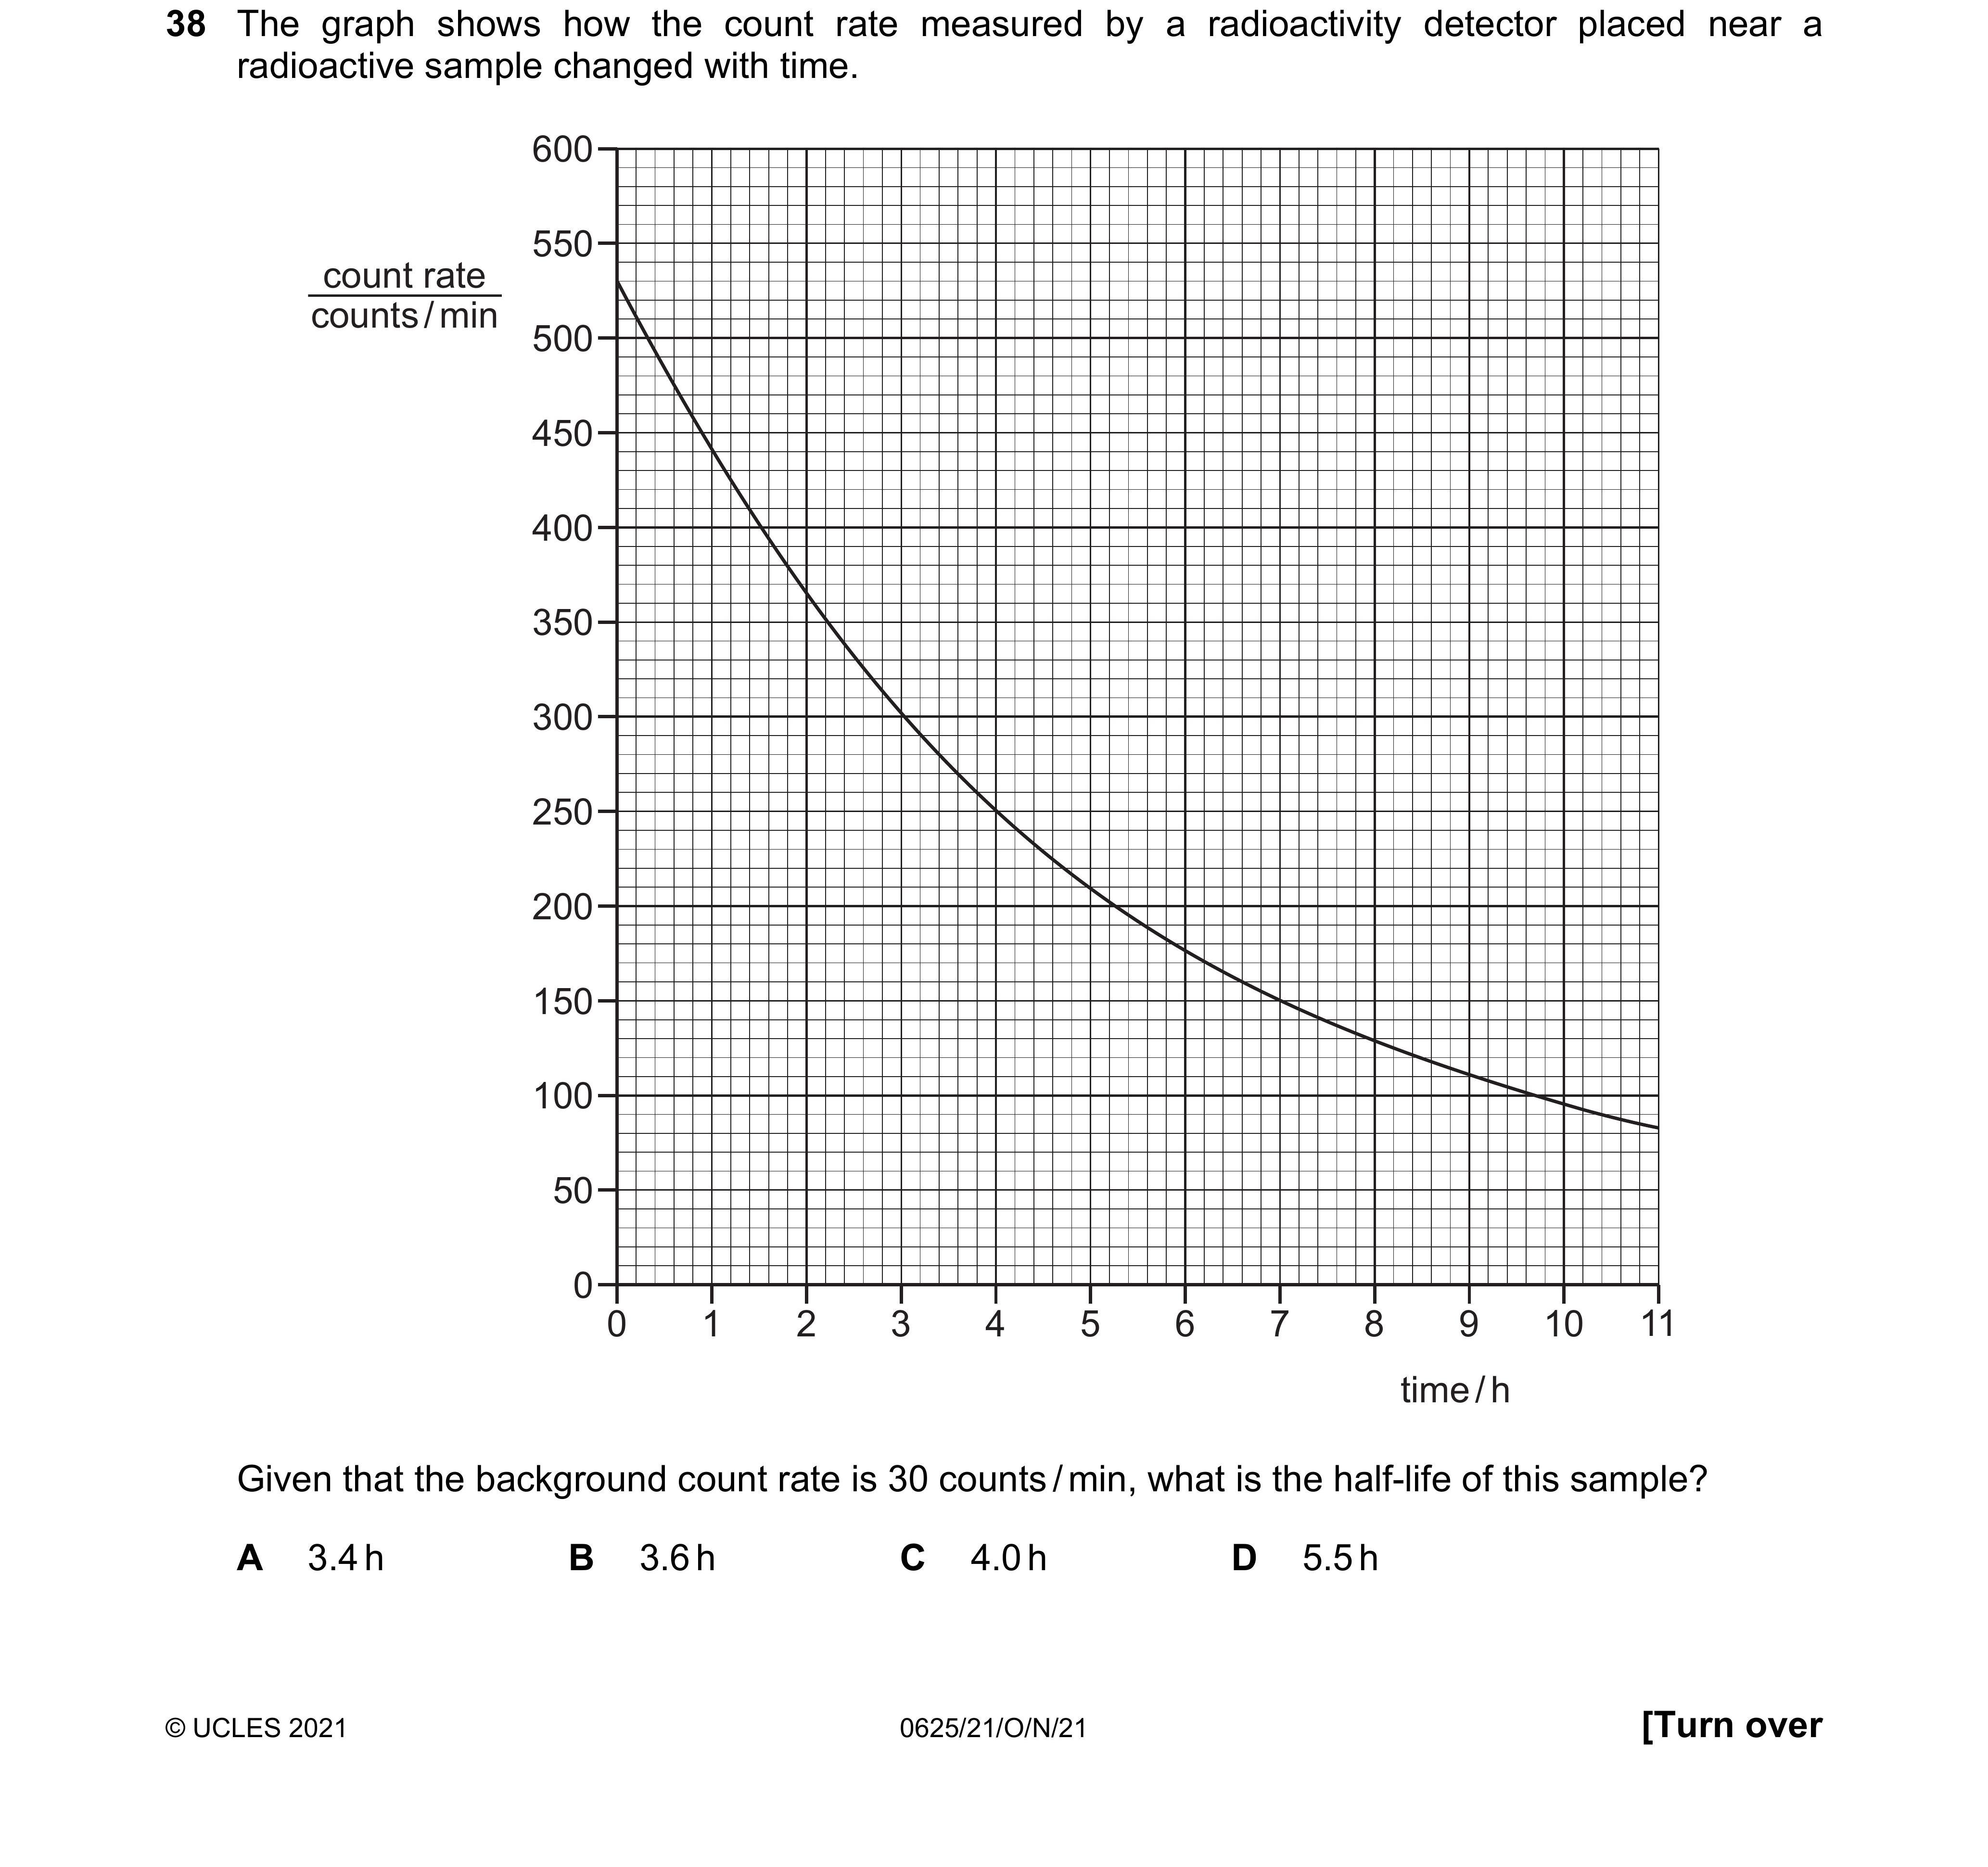 38 The graph shows how the count rate measured by a radioactivity detector placed near a
radioactive sample changed with time.
600
550
count rate
counts / min
500
450
400
350
300
250
200
150
100
50
0
0 1 2 3 4 5 6 7 8 9 10 11
time / h
Given that the background count rate is 30 counts / min, what is the half-life of this sample?
A 3.4 h B 3.6 h C 4.0 h D 5.5 h
© UCLES 2021 0625/21/O/N/21 [Turn over